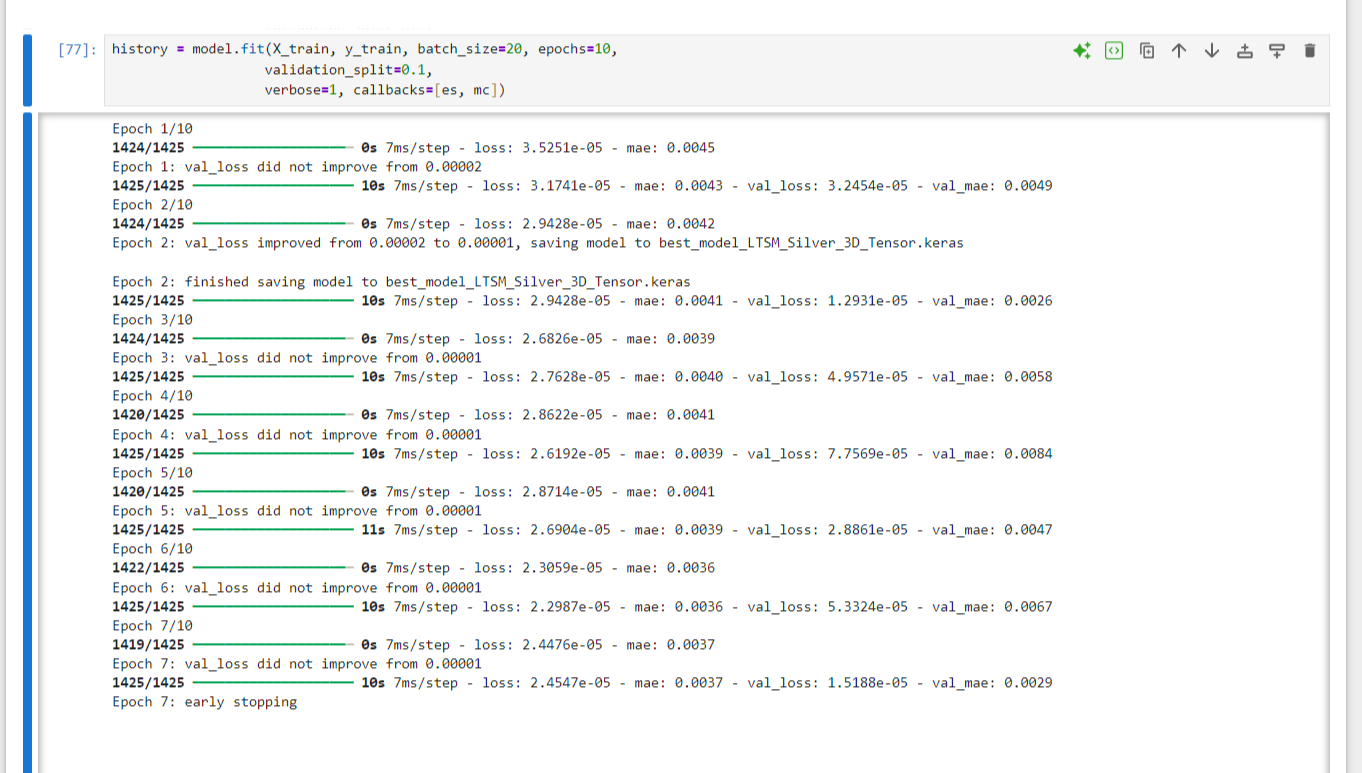 [77]: history = model.fit(X_train, y_train, batch_size=20, epochs=10,
validation_split=0.1,
verbose=1, callbacks=[es, mc])
Epoch 1/10
1424/1425 0s 7ms/step - loss: 3.5251e-05 - mae: 0.0045
Epoch 1: val_loss did not improve from 0.00002
1425/1425 10s 7ms/step - loss: 3.1741e-05 - mae: 0.0043 - val_loss: 3.2454e-05 - val_mae: 0.0049
Epoch 2/10
1424/1425 0s 7ms/step - loss: 2.9428e-05 - mae: 0.0042
Epoch 2: val_loss improved from 0.00002 to 0.00001, saving model to best_model_LTSM_Silver_3D_Tensor.keras
Epoch 2: finished saving model to best_model_LTSM_Silver_3D_Tensor.keras
1425/1425 10s 7ms/step - loss: 2.9428e-05 - mae: 0.0041 - val_loss: 1.2931e-05 - val_mae: 0.0026
Epoch 3/10
1424/1425 0s 7ms/step - loss: 2.6826e-05 - mae: 0.0039
Epoch 3: val_loss did not improve from 0.00001
1425/1425 10s 7ms/step - loss: 2.7628e-05 - mae: 0.0040 - val_loss: 4.9571e-05 - val_mae: 0.0058
Epoch 4/10
1420/1425 0s 7ms/step - loss: 2.8622e-05 - mae: 0.0041
Epoch 4: val_loss did not improve from 0.00001
1425/1425 10s 7ms/step - loss: 2.6192e-05 - mae: 0.0039 - val_loss: 7.7569e-05 - val_mae: 0.0084
Epoch 5/10
1420/1425 0s 7ms/step - loss: 2.8714e-05 - mae: 0.0041
Epoch 5: val_loss did not improve from 0.00001
1425/1425 11s 7ms/step - loss: 2.6904e-05 - mae: 0.0039 - val_loss: 2.8861e-05 - val_mae: 0.0047
Epoch 6/10
1422/1425 0s 7ms/step - loss: 2.3059e-05 - mae: 0.0036
Epoch 6: val_loss did not improve from 0.00001
1425/1425 10s 7ms/step - loss: 2.2987e-05 - mae: 0.0036 - val_loss: 5.3324e-05 - val_mae: 0.0067
Epoch 7/10
1419/1425 0s 7ms/step - loss: 2.4476e-05 - mae: 0.0037
Epoch 7: val_loss did not improve from 0.00001
1425/1425 10s 7ms/step - loss: 2.4547e-05 - mae: 0.0037 - val_loss: 1.5188e-05 - val_mae: 0.0029
Epoch 7: early stopping